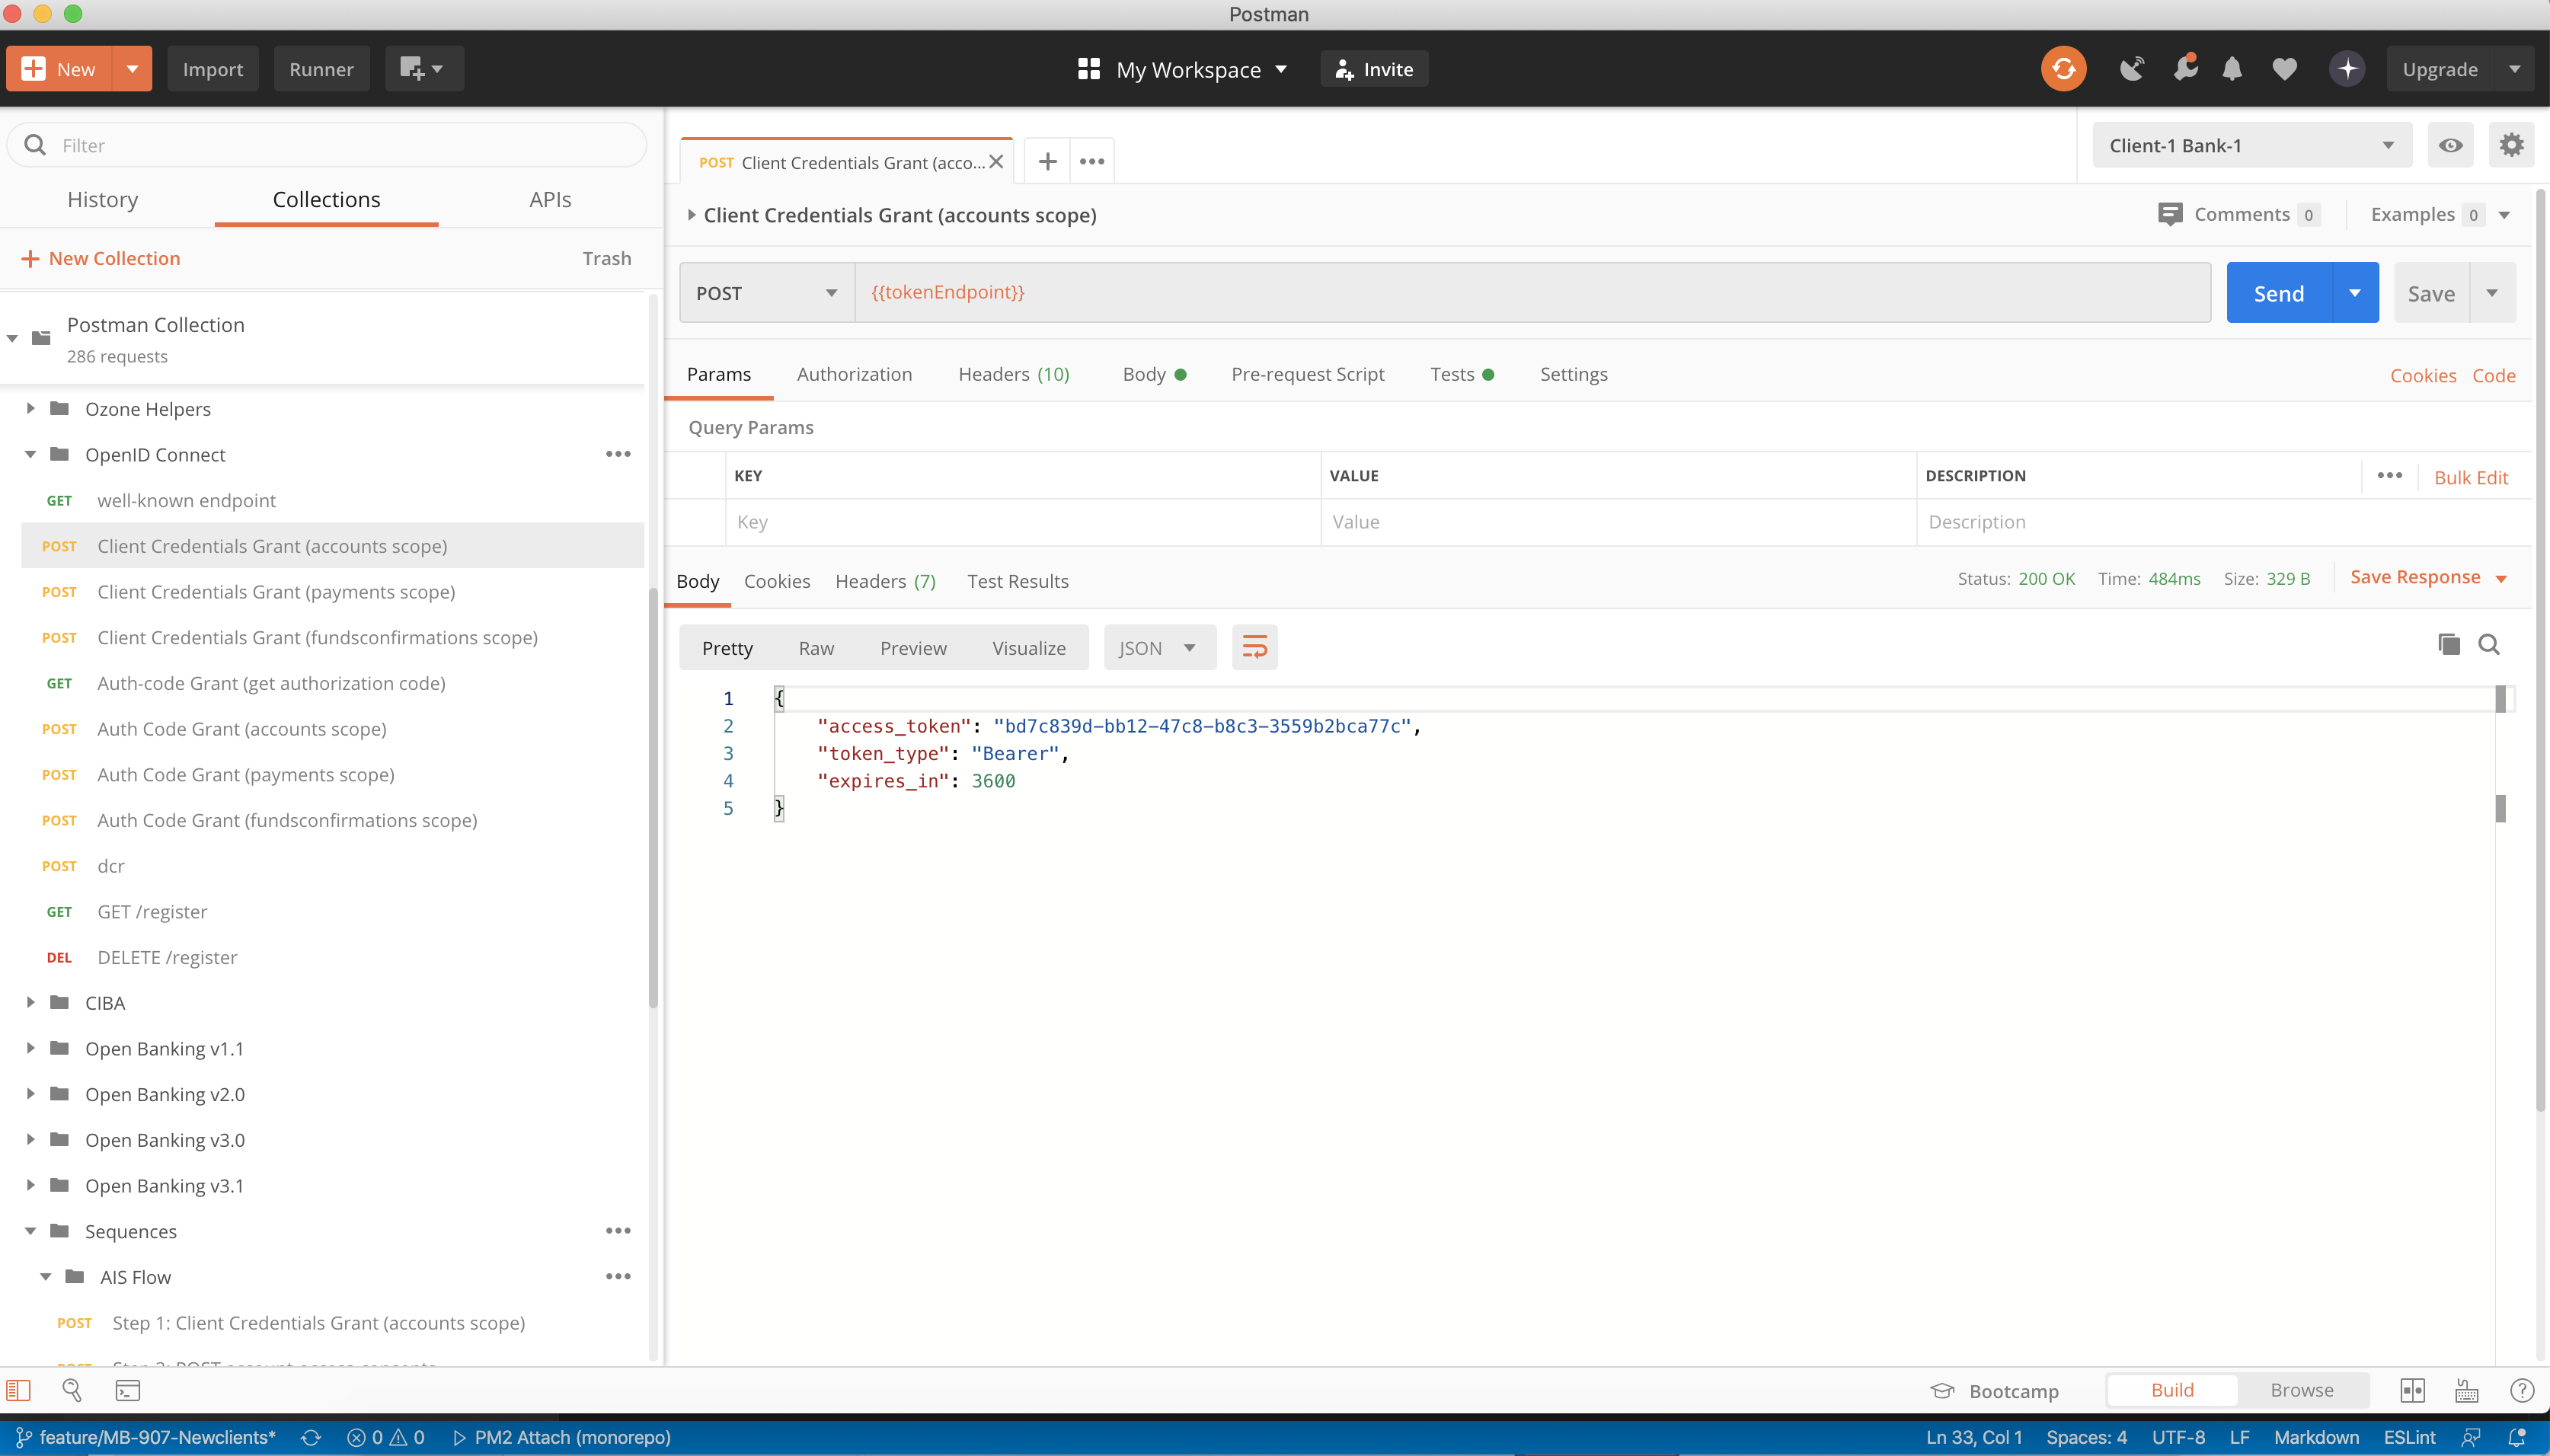 Postman
New
Import
Runner
My Workspace
Invite
Upgrade
Filter
History
Collections
APIs
New Collection
Trash
Postman Collection
286 requests
Ozone Helpers
OpenID Connect
GET well-known endpoint
POST Client Credentials Grant (accounts scope)
POST Client Credentials Grant (payments scope)
POST Client Credentials Grant (fundsconfirmations scope)
GET Auth-code Grant (get authorization code)
POST Auth Code Grant (accounts scope)
POST Auth Code Grant (payments scope)
POST Auth Code Grant (fundsconfirmations scope)
POST dcr
GET GET /register
DEL DELETE /register
CIBA
Open Banking v1.1
Open Banking v2.0
Open Banking v3.0
Open Banking v3.1
Sequences
AIS Flow
POST Step 1: Client Credentials Grant (accounts scope)
POST Client Credentials Grant (acco...
Client-1 Bank-1
Client Credentials Grant (accounts scope)
Comments 0
Examples 0
POST
{{tokenEndpoint}}
Send
Save
Params
Authorization
Headers (10)
Body
Pre-request Script
Tests
Settings
Cookies
Code
Query Params
KEY VALUE DESCRIPTION
Bulk Edit
Key Value Description
Body
Cookies
Headers (7)
Test Results
Status: 200 OK Time: 484ms Size: 329 B
Save Response
Pretty
Raw
Preview
Visualize
JSON
1 {
2 "access_token": "bd7c839d-bb12-47c8-b8c3-3559b2bca77c",
3 "token_type": "Bearer",
4 "expires_in": 3600
5 }
Bootcamp
Build
Browse
feature/MB-907-Newclients*
0 0
PM2 Attach (monorepo)
Ln 33, Col 1
Spaces: 4
UTF-8
LF
Markdown
ESLint